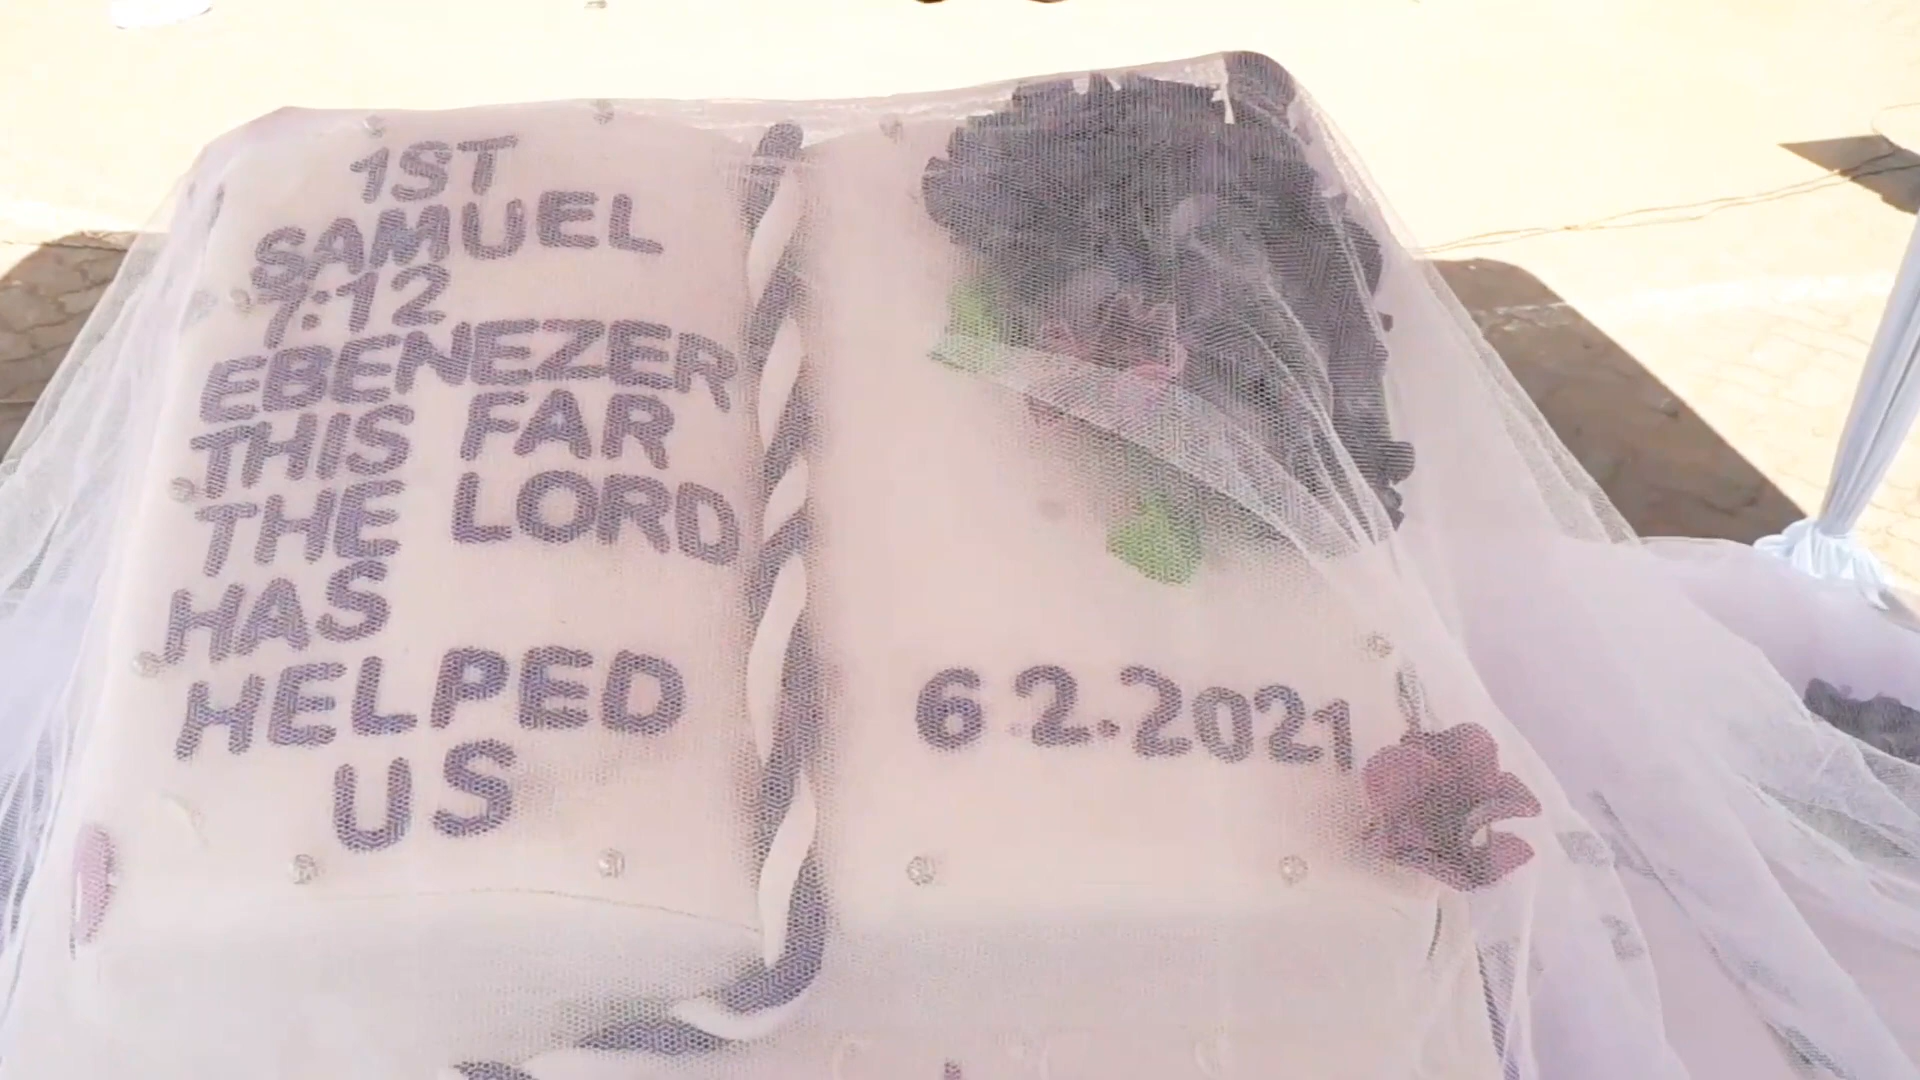 1ST
SAMUEL
7:12
EBENEZER
THIS FAR
THE LORD
HAS
HELPED
US
6 2.2021